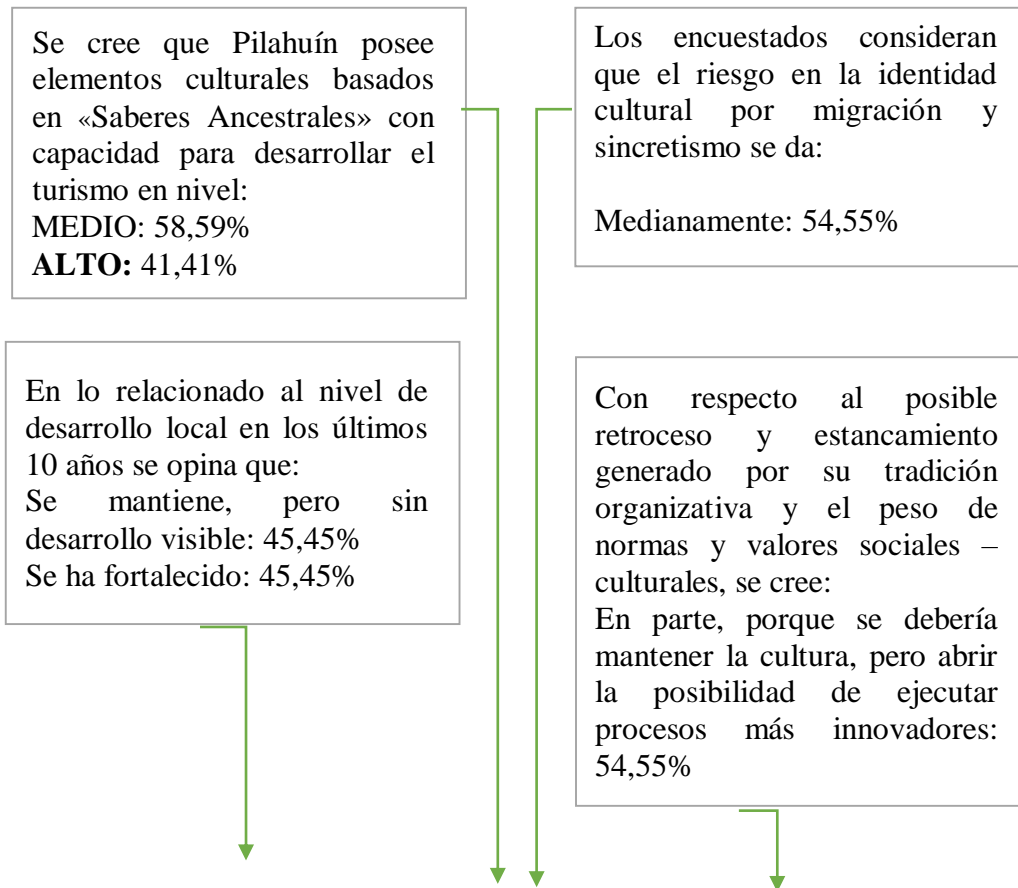 Se cree que Pilahuín posee
elementos culturales basados
en «Saberes Ancestrales» con
capacidad para desarrollar el
turismo en nivel:
MEDIO: 58,59%
ALTO: 41,41%
Los encuestados consideran
que el riesgo en la identidad
cultural por migración y
sincretismo se da:
Medianamente: 54,55%
En lo relacionado al nivel de
desarrollo local en los últimos
10 años se opina que:
Se mantiene, pero sin
desarrollo visible: 45,45%
Se ha fortalecido: 45,45%
Con respecto al posible
retroceso y estancamiento
generado por su tradición
organizativa y el peso de
normas y valores sociales –
culturales, se cree:
En parte, porque se debería
mantener la cultura, pero abrir
la posibilidad de ejecutar
procesos más innovadores:
54,55%